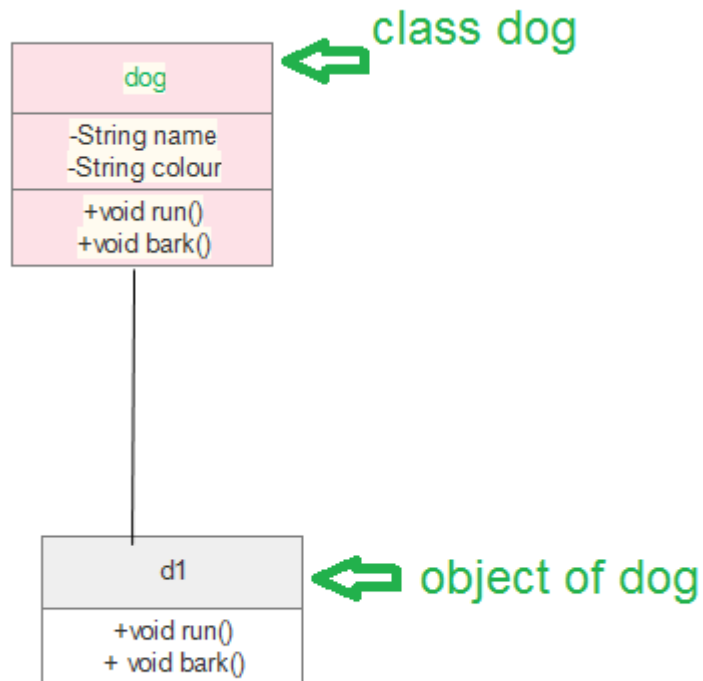 class dog
dog
-String name
-String colour
+void run()
+void bark()
d1
object of dog
+void run()
+ void bark()